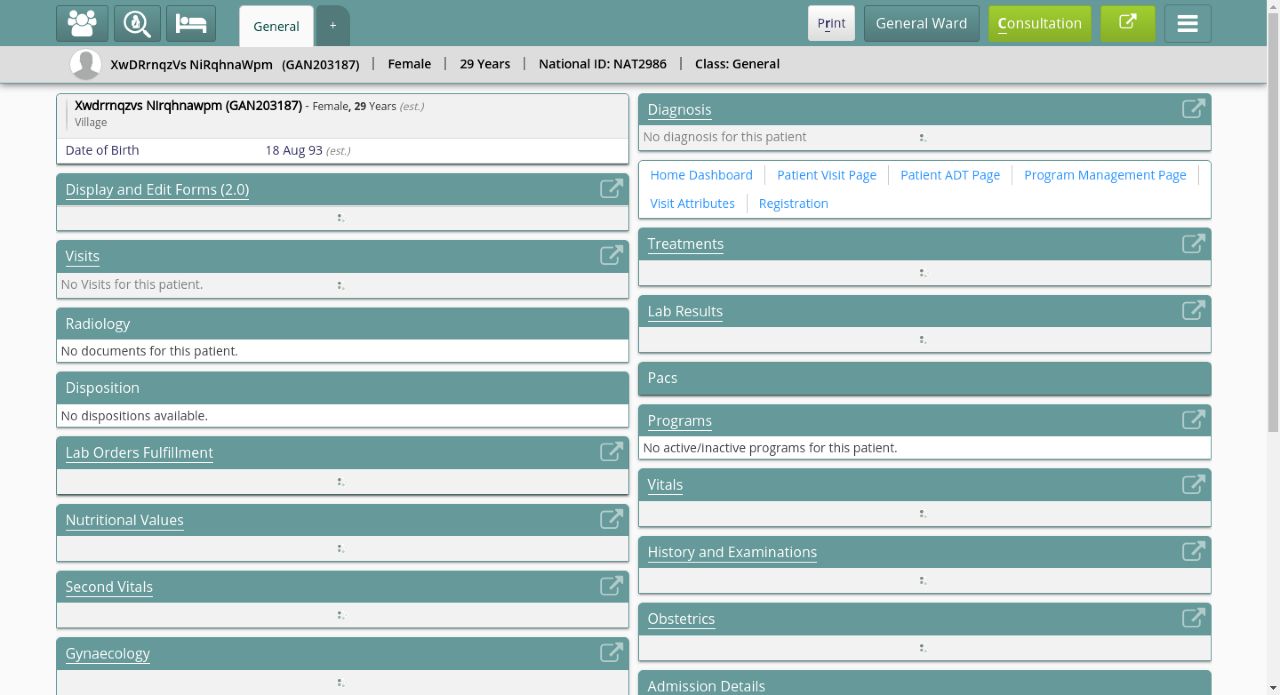 General
+
Print
General Ward
Consultation
XwDRrnqzVs NiRqhnaWpm (GAN203187) | Female | 29 Years | National ID: NAT2986 | Class: General
Xwdrrnqzvs Nirqhnawpm (GAN203187) - Female, 29 Years (est.)
Village
Date of Birth 18 Aug 93 (est.)
Display and Edit Forms (2.0)
Visits
No Visits for this patient.
Radiology
No documents for this patient.
Disposition
No dispositions available.
Lab Orders Fulfillment
Nutritional Values
Second Vitals
Gynaecology
Diagnosis
No diagnosis for this patient
Home Dashboard | Patient Visit Page | Patient ADT Page | Program Management Page |
Visit Attributes | Registration
Treatments
Lab Results
Pacs
Programs
No active/inactive programs for this patient.
Vitals
History and Examinations
Obstetrics
Admission Details